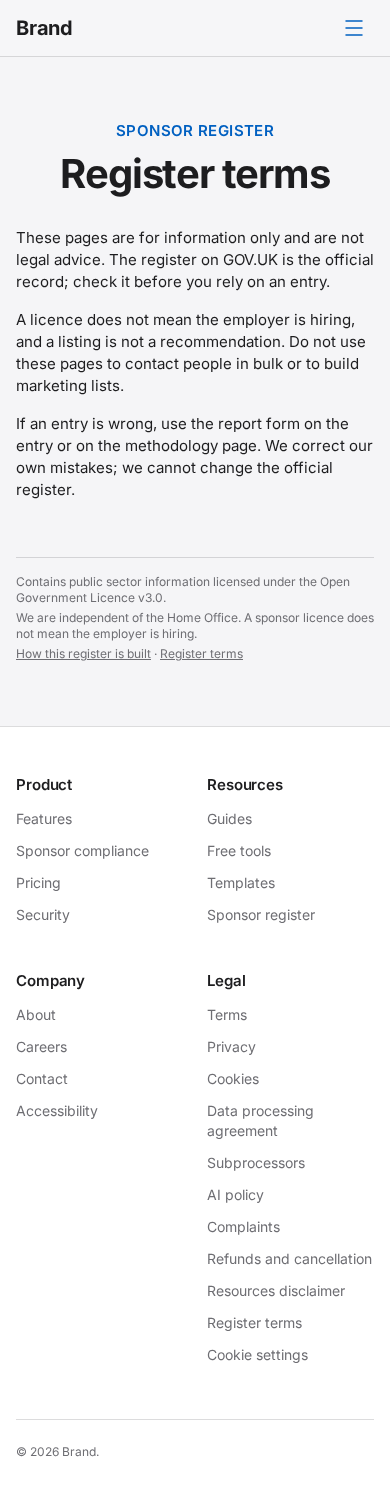 Brand
SPONSOR REGISTER
Register terms
These pages are for information only and are not
legal advice. The register on GOV.UK is the official
record; check it before you rely on an entry.
A licence does not mean the employer is hiring,
and a listing is not a recommendation. Do not use
these pages to contact people in bulk or to build
marketing lists.
If an entry is wrong, use the report form on the
entry or on the methodology page. We correct our
own mistakes; we cannot change the official
register.
Contains public sector information licensed under the Open
Government Licence v3.0.
We are independent of the Home Office. A sponsor licence does
not mean the employer is hiring.
How this register is built · Register terms
Product
Features
Sponsor compliance
Pricing
Security
Resources
Guides
Free tools
Templates
Sponsor register
Company
About
Careers
Contact
Accessibility
Legal
Terms
Privacy
Cookies
Data processing
agreement
Subprocessors
AI policy
Complaints
Refunds and cancellation
Resources disclaimer
Register terms
Cookie settings
© 2026 Brand.